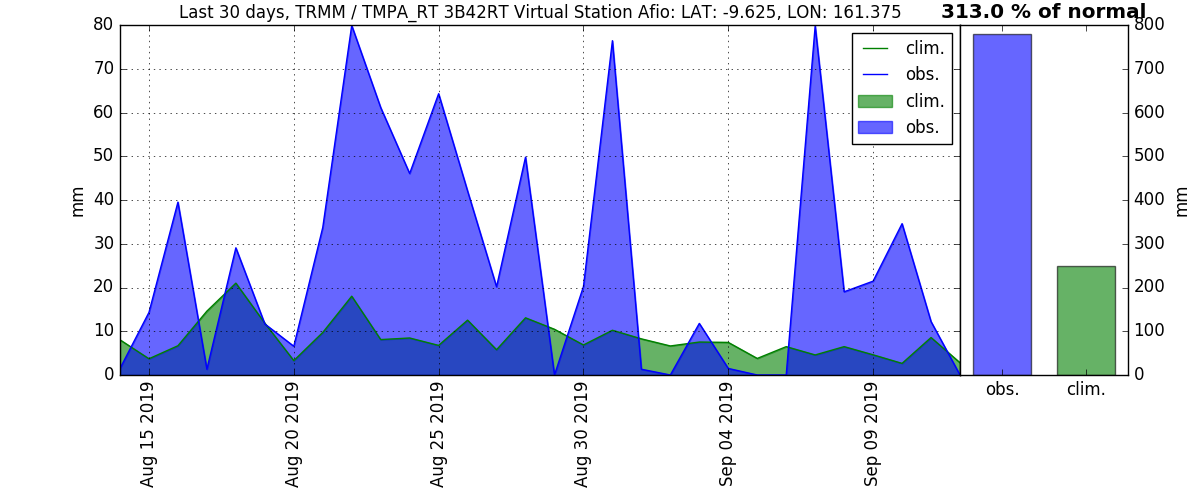 Last 30 days, TRMM / TMPA_RT 3B42RT Virtual Station Afio: LAT: -9.625, LON: 161.375
313.0 % of normal
80
70
60
50
40
30
20
10
0
mm
clim.
obs.
clim.
obs.
800
700
600
500
400
300
200
100
0
mm
obs.
clim.
Aug 15 2019
Aug 20 2019
Aug 25 2019
Aug 30 2019
Sep 04 2019
Sep 09 2019